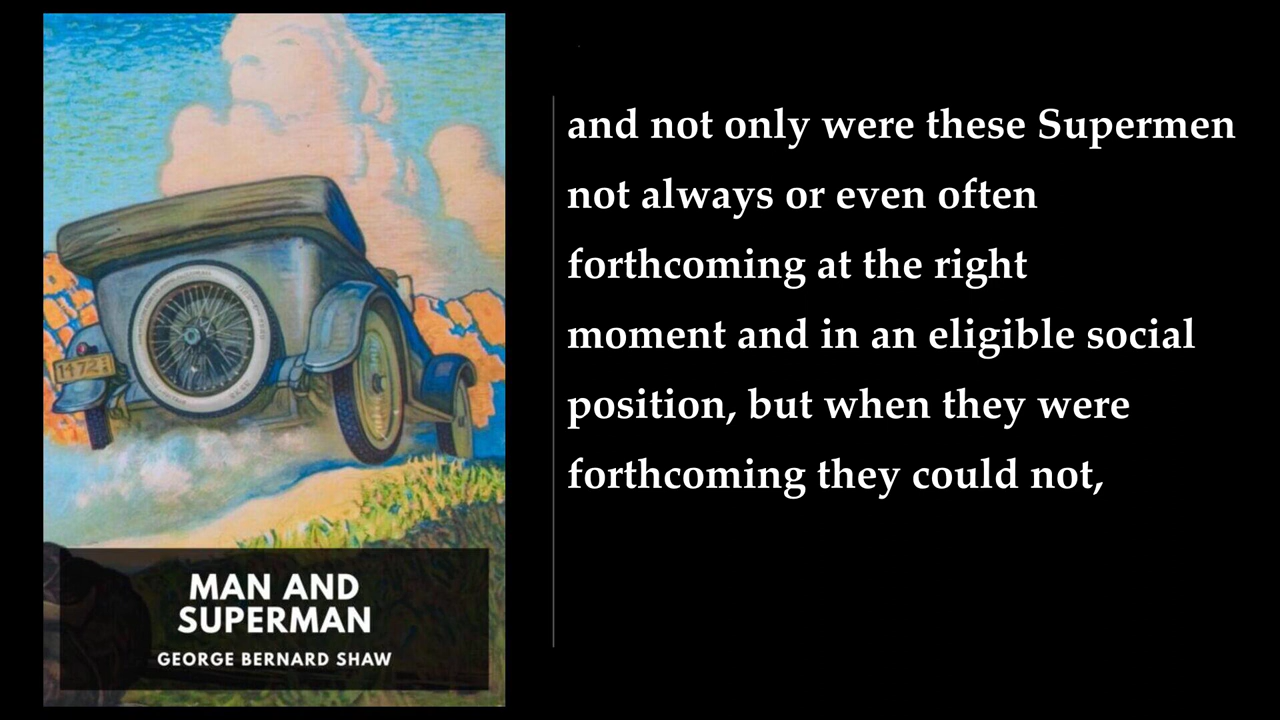 and not only were these Supermen
not always or even often
forthcoming at the right
moment and in an eligible social
position, but when they were
forthcoming they could not,
1472
MAN AND
SUPERMAN
GEORGE BERNARD SHAW